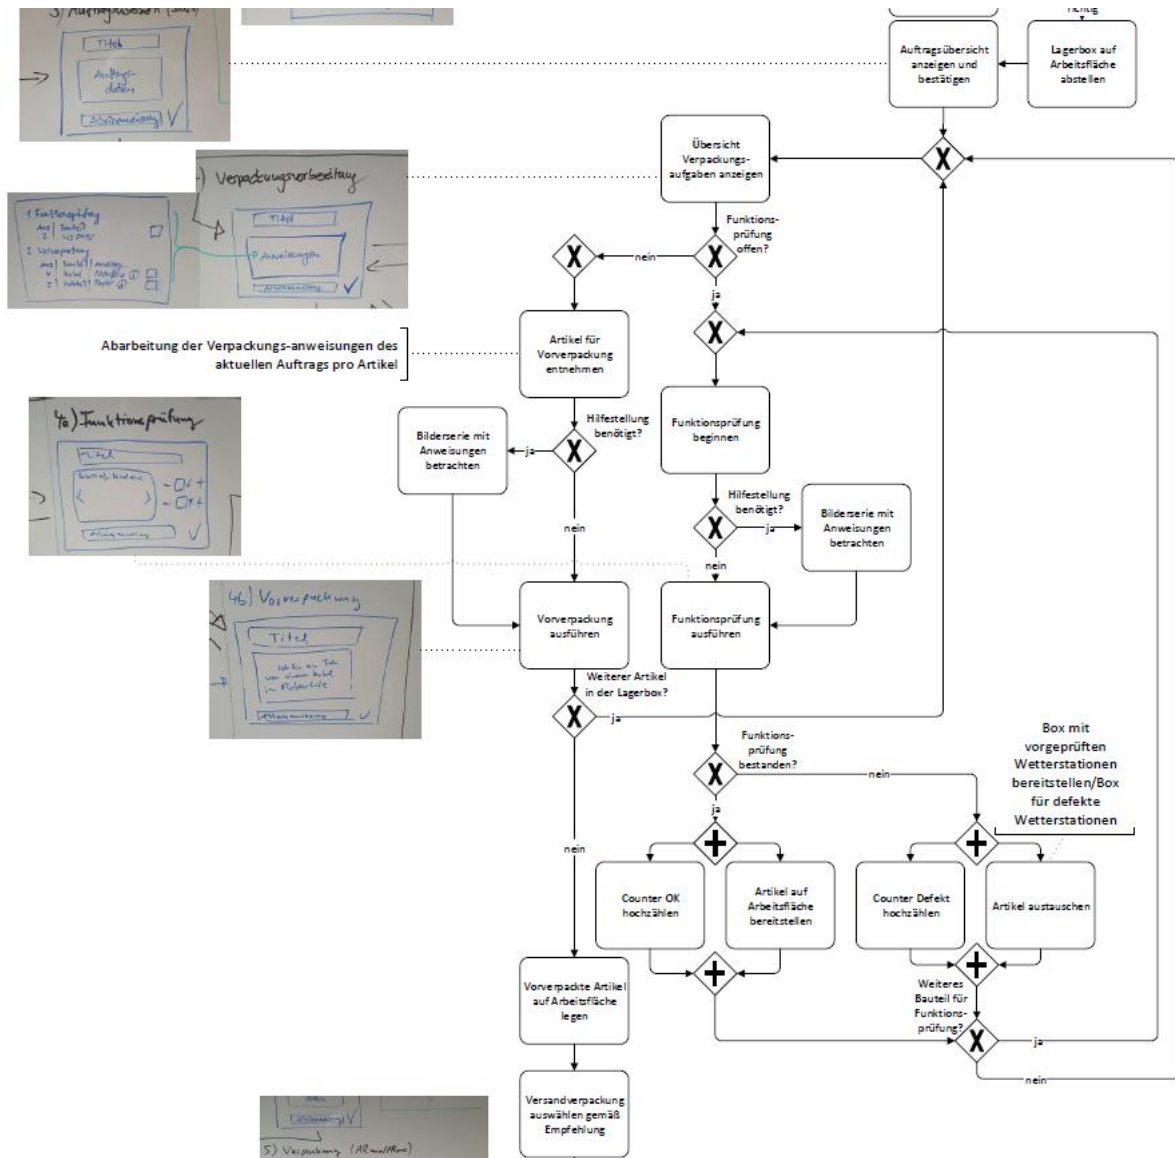 Titel
Auftrags-
daten
richtig
Auftragsübersicht
anzeigen und
bestätigen
Lagerbox auf
Arbeitsfläche
abstellen
Übersicht
Verpackungs-
aufgaben anzeigen
Verpackungsvorbereitung
Titel
Anweisungen
1 Funktionsprüfung
2 Vorverpackung
Funktions-
prüfung
offen?
nein
ja
Abarbeitung der Verpackungs-anweisungen des
aktuellen Auftrags pro Artikel
Artikel für
Vorverpackung
entnehmen
4a) Funktionsprüfung
Titel
Bilderserie mit
Anweisungen
betrachten
ja
Hilfestellung
benötigt?
nein
Funktionsprüfung
beginnen
Hilfestellung
benötigt?
ja
nein
Bilderserie mit
Anweisungen
betrachten
4b) Vorverpackung
Titel
Vorverpackung
ausführen
Funktionsprüfung
ausführen
Weiterer Artikel
in der Lagerbox?
ja
nein
Funktions-
prüfung
bestanden?
nein
ja
Box mit
vorgeprüften
Wetterstationen
bereitstellen/Box
für defekte
Wetterstationen
Counter OK
hochzählen
Artikel auf
Arbeitsfläche
bereitstellen
Counter Defekt
hochzählen
Artikel austauschen
Weiteres
Bauteil für
Funktions-
prüfung?
ja
nein
Vorverpackte Artikel
auf Arbeitsfläche
legen
Versandverpackung
auswählen gemäß
Empfehlung
5) Verpackung